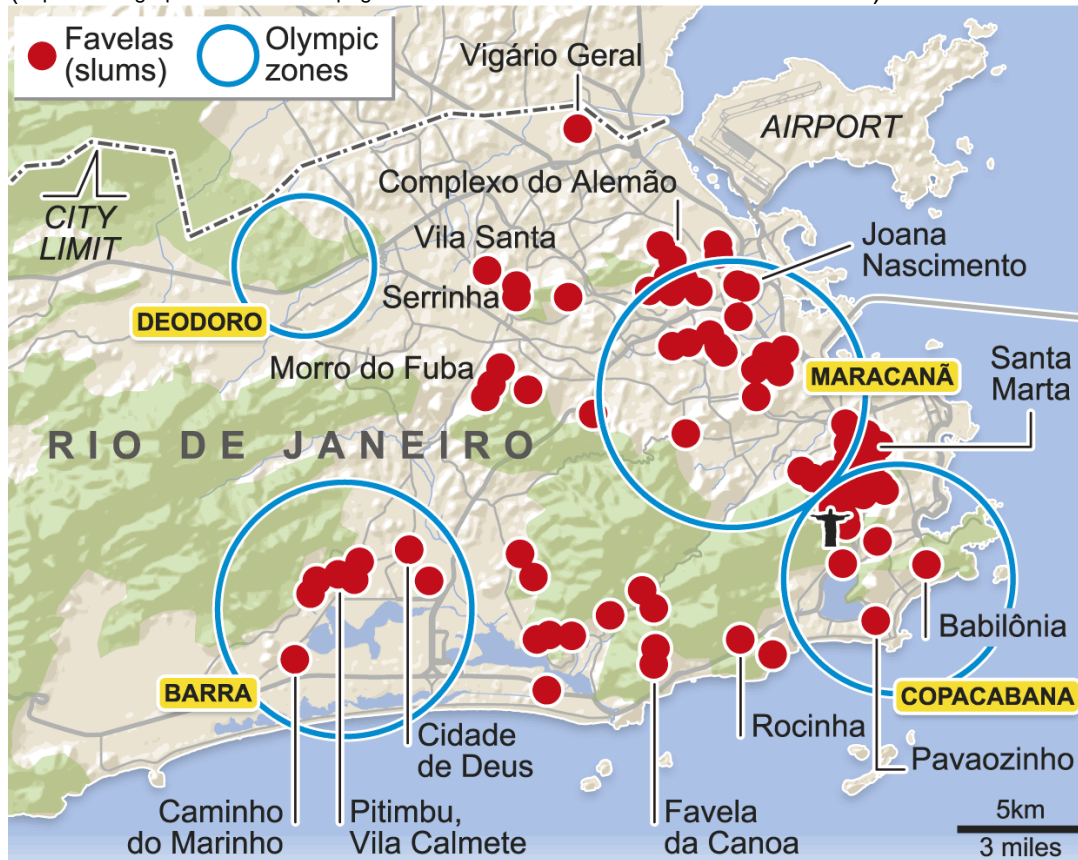 Favelas
(slums)
Olympic
zones
Vigário Geral
AIRPORT
Complexo do Alemão
CITY
LIMIT
Vila Santa
Joana
Nascimento
Serrinha
DEODORO
Morro do Fuba
MARACANÃ
Santa
Marta
RIO DE JANEIRO
Babilônia
BARRA
COPACABANA
Rocinha
Cidade
de Deus
Pavaozinho
Caminho
do Marinho
Pitimbu,
Vila Calmete
Favela
da Canoa
5km
3 miles